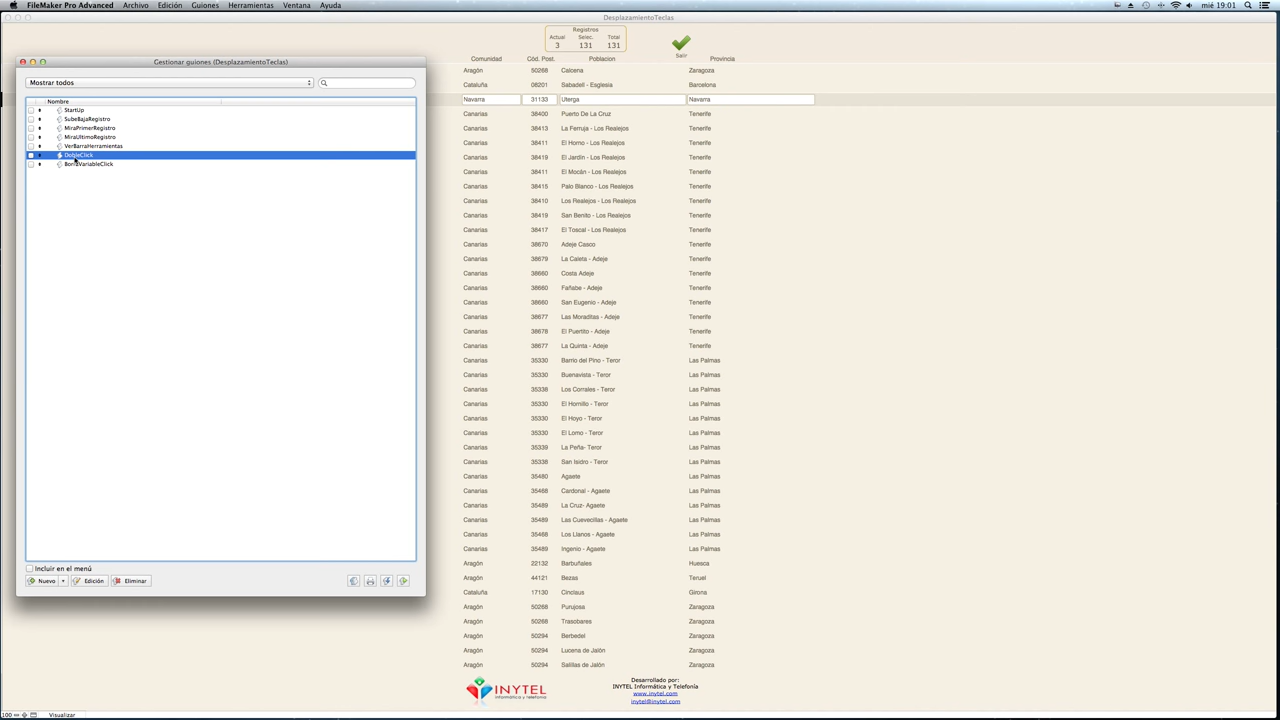 FileMaker Pro Advanced Archivo Edición Guiones Herramientas Ventana Ayuda mié 19:01
DesplazamientoTeclas
Registros
Actual Selec. Total
3 131 131
Salir
Gestionar guiones (DesplazamientoTeclas)
Mostrar todos
Nombre
StartUp
SubeBajaRegistro
MiraPrimerRegistro
MiraUltimoRegistro
VerBarraHerramientas
DobleClick
BorraVariableClick
Incluir en el menú
Nuevo Edición Eliminar
Comunidad Cód. Post. Poblacion Provincia
Aragón 50268 Calcena Zaragoza
Cataluña 08201 Sabadell - Esglesia Barcelona
Navarra 31133 Uterga Navarra
Canarias 38400 Puerto De La Cruz Tenerife
Canarias 38413 La Ferruja - Los Realejos Tenerife
Canarias 38411 El Horno - Los Realejos Tenerife
Canarias 38419 El Jardín - Los Realejos Tenerife
Canarias 38411 El Mocán - Los Realejos Tenerife
Canarias 38415 Palo Blanco - Los Realejos Tenerife
Canarias 38410 Los Realejos - Los Realejos Tenerife
Canarias 38419 San Benito - Los Realejos Tenerife
Canarias 38417 El Toscal - Los Realejos Tenerife
Canarias 38670 Adeje Casco Tenerife
Canarias 38679 La Caleta - Adeje Tenerife
Canarias 38660 Costa Adeje Tenerife
Canarias 38660 Fañabe - Adeje Tenerife
Canarias 38660 San Eugenio - Adeje Tenerife
Canarias 38677 Las Moraditas - Adeje Tenerife
Canarias 38678 El Puertito - Adeje Tenerife
Canarias 38677 La Quinta - Adeje Tenerife
Canarias 35330 Barrio del Pino - Teror Las Palmas
Canarias 35330 Buenavista - Teror Las Palmas
Canarias 35338 Los Corrales - Teror Las Palmas
Canarias 35330 El Hornillo - Teror Las Palmas
Canarias 35330 El Hoyo - Teror Las Palmas
Canarias 35330 El Lomo - Teror Las Palmas
Canarias 35339 La Peña- Teror Las Palmas
Canarias 35338 San Isidro - Teror Las Palmas
Canarias 35480 Agaete Las Palmas
Canarias 35468 Cardonal - Agaete Las Palmas
Canarias 35489 La Cruz- Agaete Las Palmas
Canarias 35489 Las Cuevecillas - Agaete Las Palmas
Canarias 35468 Los Llanos - Agaete Las Palmas
Canarias 35489 Ingenio - Agaete Las Palmas
Aragón 22132 Barbuñales Huesca
Aragón 44121 Bezas Teruel
Cataluña 17130 Cinclaus Girona
Aragón 50268 Purujosa Zaragoza
Aragón 50268 Trasobares Zaragoza
Aragón 50294 Berbedel Zaragoza
Aragón 50294 Lucena de Jalón Zaragoza
Aragón 50294 Salillas de Jalón Zaragoza
INYTEL
informática y telefonía
Desarrollado por:
INYTEL Informática y Telefonía
www.inytel.com
inytel@inytel.com
100 Visualizar